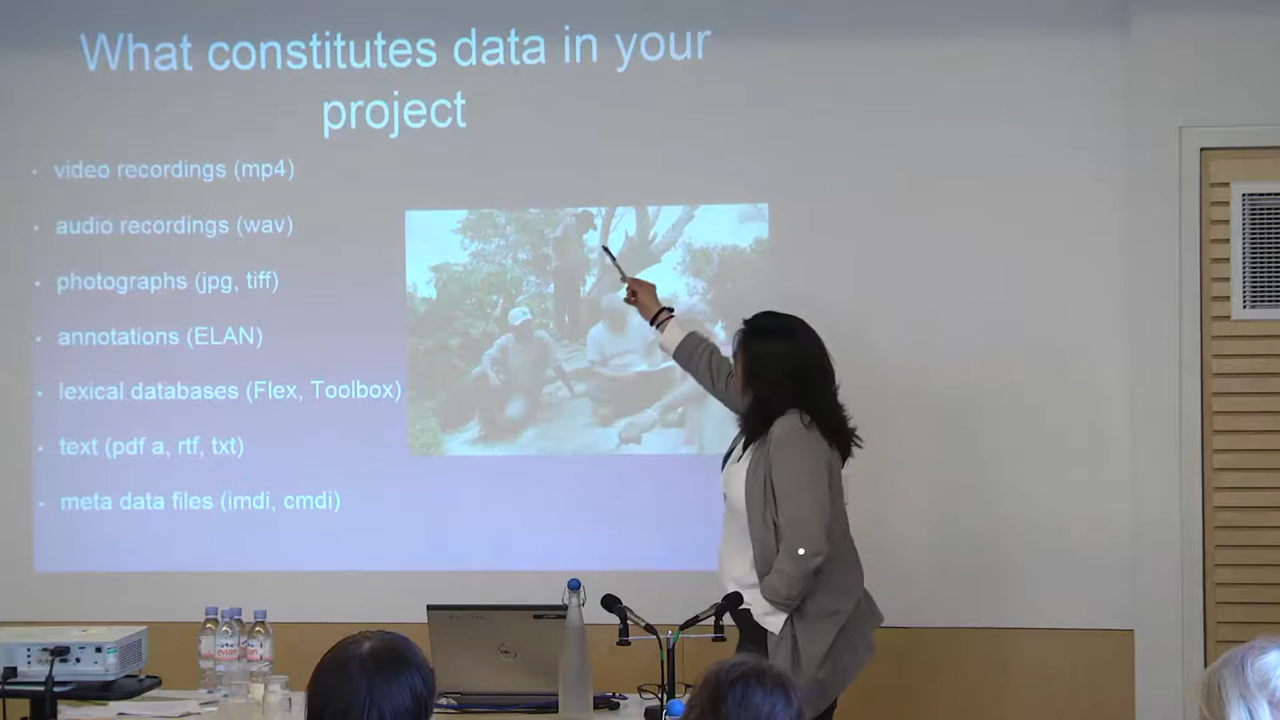 What constitutes data in your
project
• video recordings (mp4)
• audio recordings (wav)
• photographs (jpg, tiff)
• annotations (ELAN)
• lexical databases (Flex, Toolbox)
• text (pdf a, rtf, txt)
• meta data files (imdi, cmdi)
evian